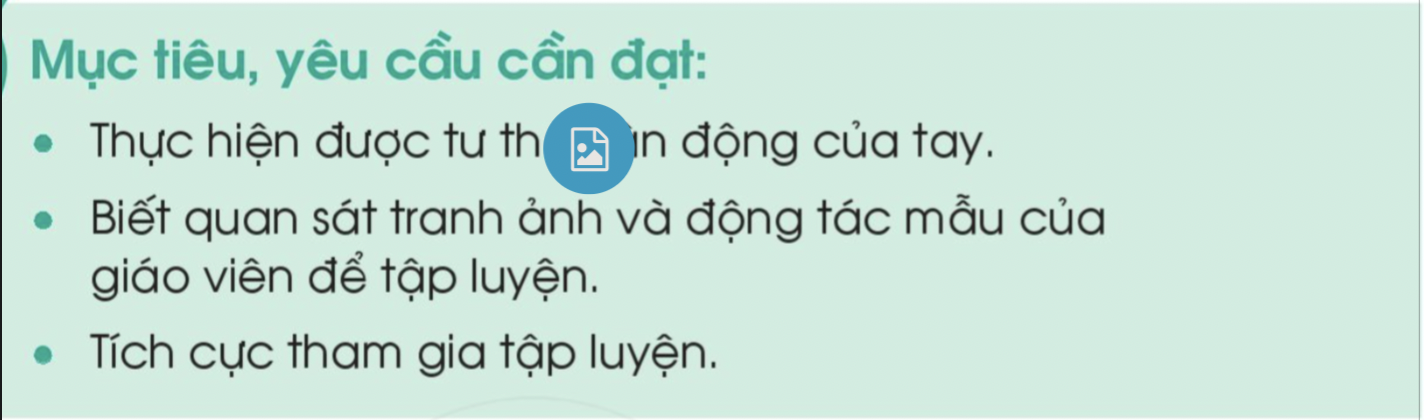 Mục tiêu, yêu cầu cần đạt:
Thực hiện được tư động của tay.
Biết quan sát tranh ảnh và động tác mẫu của
giáo viên để tập luyện.
Tích cực tham gia tập luyện.